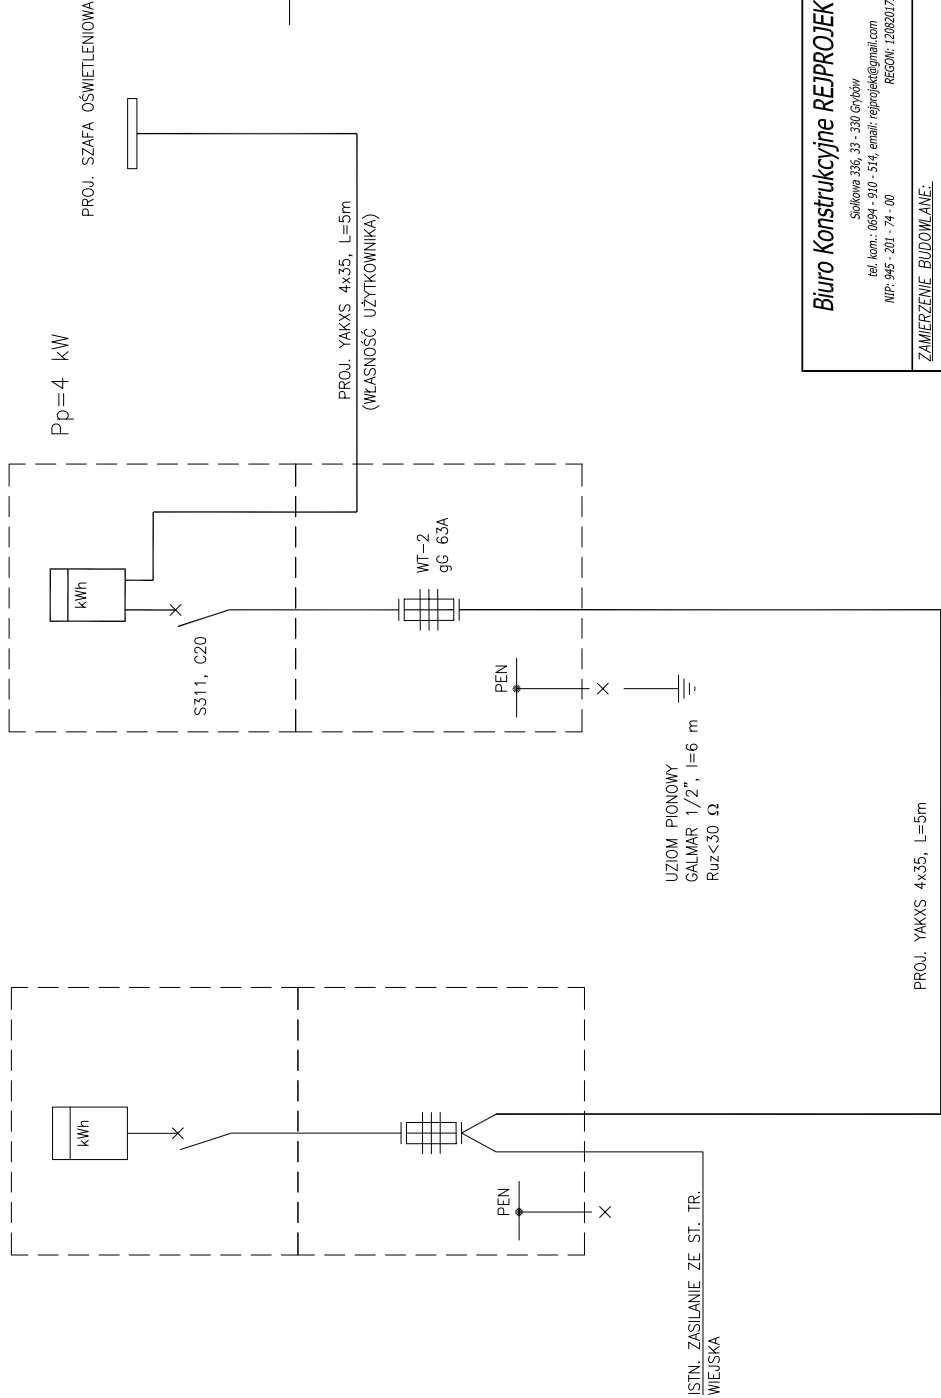 PROJ. SZAFA OŚWIETLENIOWA
Pp=4 kW
PROJ. YAKXS 4x35, L=5m
(WŁASNOŚĆ UŻYTKOWNIKA)
kWh
S311, C20
WT-2
gG 63A
PEN
UZIOM PIONOWY
GALMAR 1/2", l=6 m
Ruz<30 Ω
PROJ. YAKXS 4x35, L=5m
kWh
PEN
ISTN. ZASILANIE ZE ST. TR.
WIEJSKA
Biuro Konstrukcyjne REJPROJEK
Siołkowa 336, 33 - 330 Grybów
tel. kom.: 0694 - 910 - 514, email: rejprojekt@gmail.com
NIP: 945 - 201 - 74 - 00 REGON: 12082017
ZAMIERZENIE BUDOWLANE: